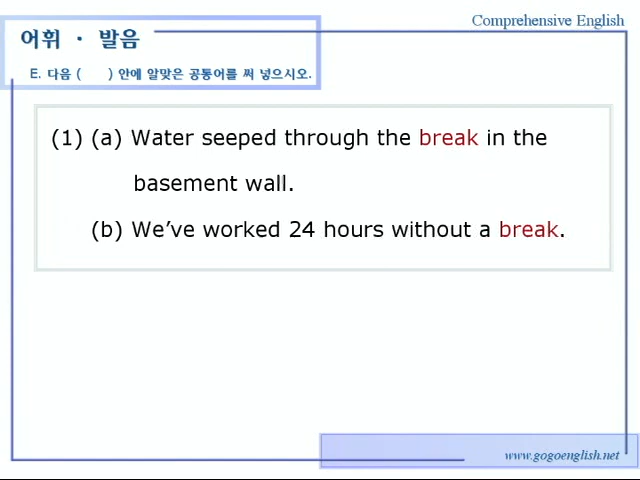 Comprehensive English
어휘 · 발음
E. 다음 ( ) 안에 알맞은 공통어를 써 넣으시오.
(1) (a) Water seeped through the break in the
basement wall.
(b) We’ve worked 24 hours without a break.
www.gogoenglish.net